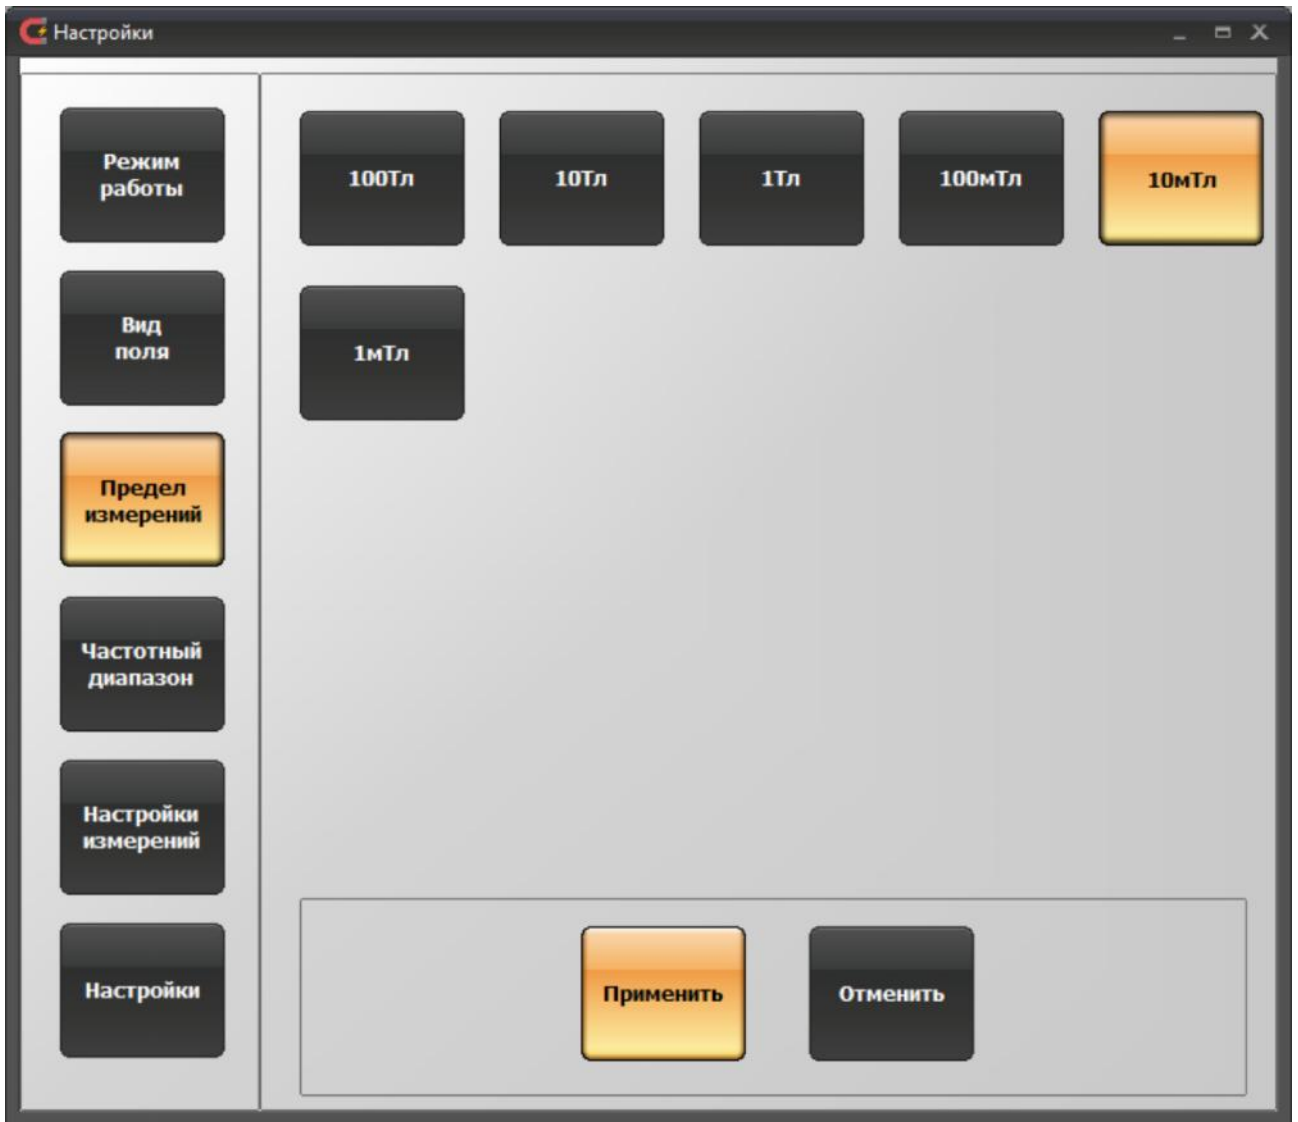 Настройки
Режим
работы
Вид
поля
Предел
измерений
Частотный
диапазон
Настройки
измерений
Настройки
100Тл
10Тл
1Тл
100мТл
10мТл
1мТл
Применить
Отменить